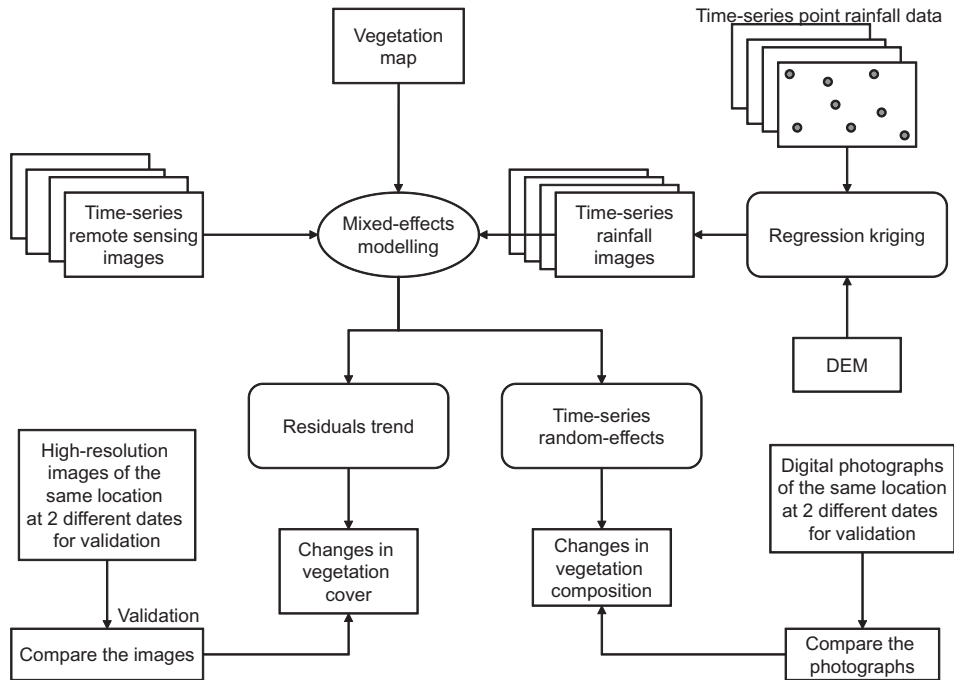 Time-series point rainfall data
Vegetation
map
Time-series
remote sensing
images
Mixed-effects
modelling
Time-series
rainfall
images
Regression kriging
DEM
Residuals trend
Time-series
random-effects
High-resolution
images of the
same location
at 2 different dates
for validation
Digital photographs
of the same location
at 2 different dates
for validation
Changes in
vegetation
cover
Changes in
vegetation
composition
Validation
Compare the images
Compare the
photographs